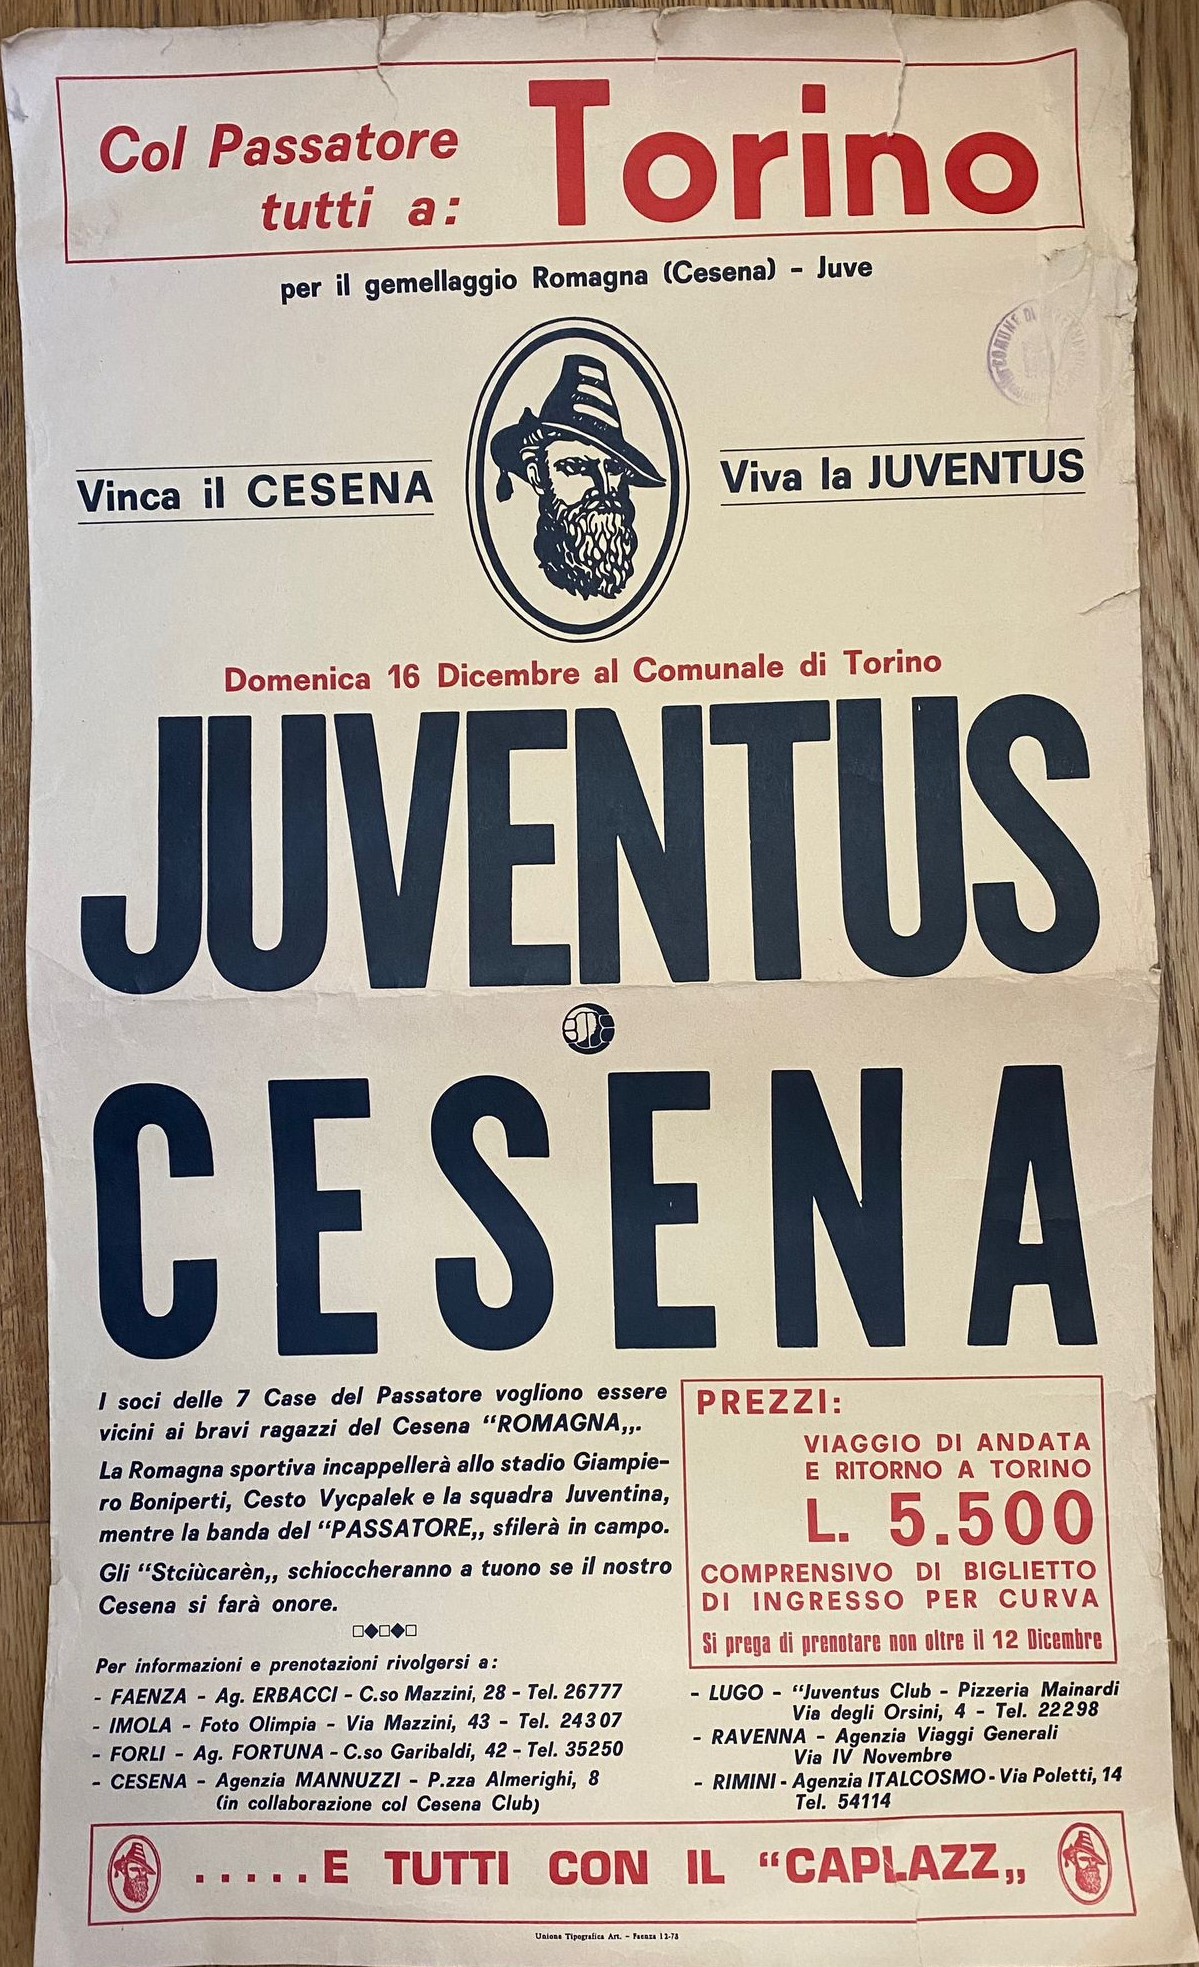 Col Passatore
tutti a:
Torino
per il gemellaggio Romagna (Cesena) - Juve
COMUNE DI
Vinca il CESENA
Viva la JUVENTUS
Domenica 16 Dicembre al Comunale di Torino
JUVENTUS
CESENA
I soci delle 7 Case del Passatore vogliono essere
vicini ai bravi ragazzi del Cesena “ROMAGNA„.
La Romagna sportiva incappellerà allo stadio Giampie-
ro Boniperti, Cesto Vycpalek e la squadra Juventina,
mentre la banda del “PASSATORE„ sfilerà in campo.
Gli “Stciùcarèn„ schioccheranno a tuono se il nostro
Cesena si farà onore.
PREZZI:
VIAGGIO DI ANDATA
E RITORNO A TORINO
L. 5.500
COMPRENSIVO DI BIGLIETTO
DI INGRESSO PER CURVA
Si prega di prenotare non oltre il 12 Dicembre
Per informazioni e prenotazioni rivolgersi a:
- FAENZA - Ag. ERBACCI - C.so Mazzini, 28 - Tel. 26777
- IMOLA - Foto Olimpia - Via Mazzini, 43 - Tel. 24307
- FORLI - Ag. FORTUNA - C.so Garibaldi, 42 - Tel. 35250
- CESENA - Agenzia MANNUZZI - P.zza Almerighi, 8
(in collaborazione col Cesena Club)
- LUGO - “Juventus Club - Pizzeria Mainardi
Via degli Orsini, 4 - Tel. 22298
- RAVENNA - Agenzia Viaggi Generali
Via IV Novembre
- RIMINI - Agenzia ITALCOSMO - Via Poletti, 14
Tel. 54114
.....E TUTTI CON IL “CAPLAZZ„
Unione Tipografica Art. - Faenza 12-73